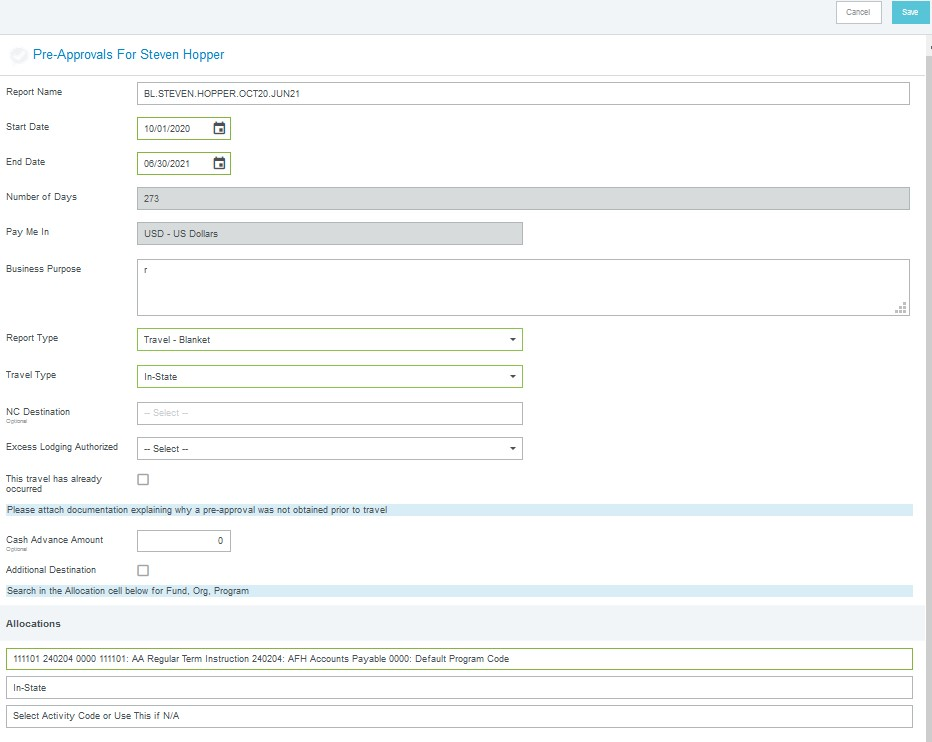 Cancel
Save
Pre-Approvals For Steven Hopper
Report Name
BL.STEVEN.HOPPER.OCT20.JUN21
Start Date
10/01/2020
End Date
06/30/2021
Number of Days
273
Pay Me In
USD - US Dollars
Business Purpose
r
Report Type
Travel - Blanket
Travel Type
In-State
NC Destination
Optional
-- Select --
Excess Lodging Authorized
-- Select --
This travel has already
occurred
Please attach documentation explaining why a pre-approval was not obtained prior to travel
Cash Advance Amount
Optional
0
Additional Destination
Search in the Allocation cell below for Fund, Org, Program
Allocations
111101 240204 0000 111101: AA Regular Term Instruction 240204: AFH Accounts Payable 0000: Default Program Code
In-State
Select Activity Code or Use This if N/A